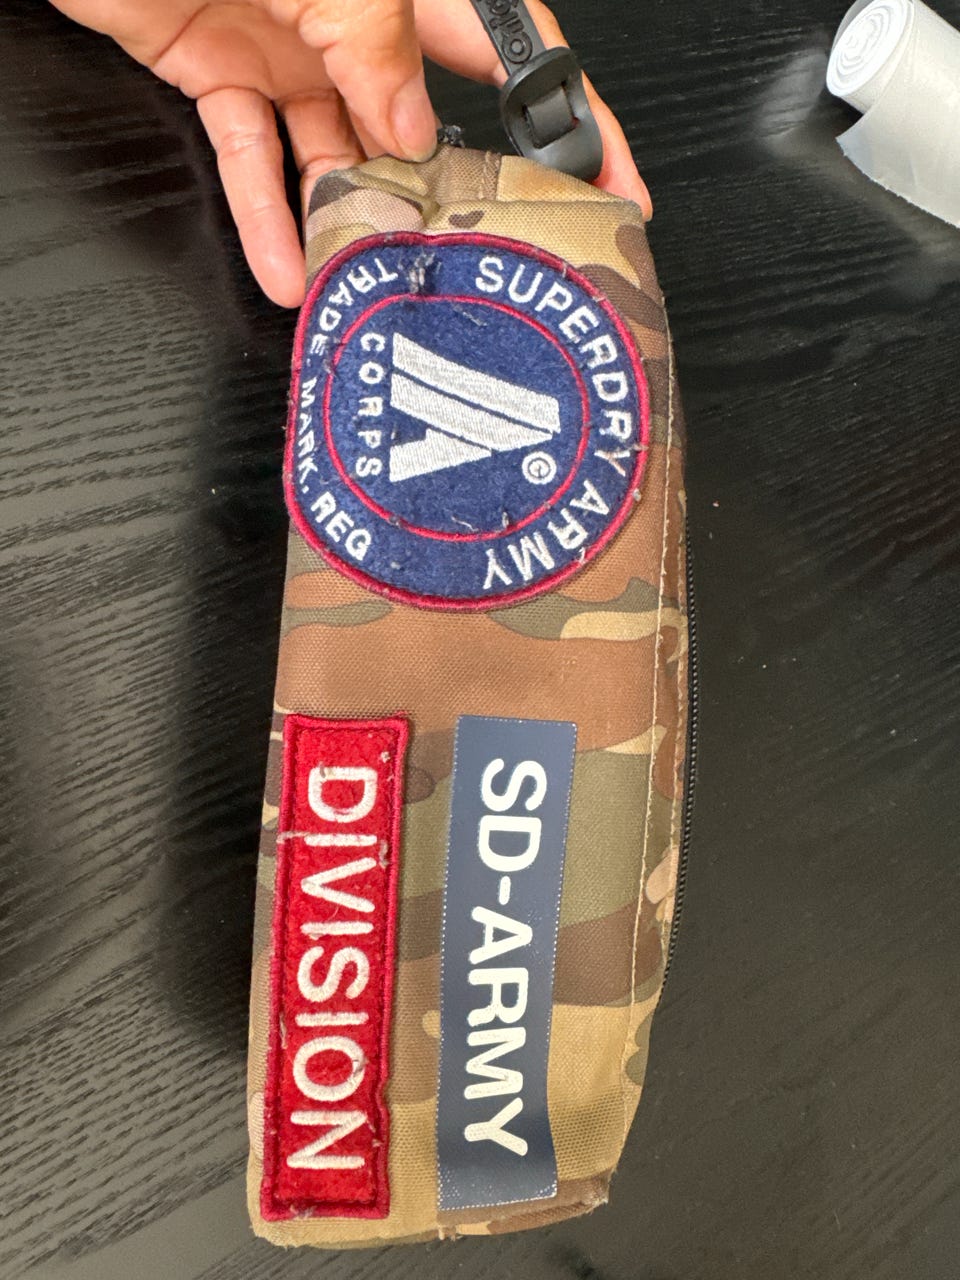 SUPERDRY ARMY
©
CORPS
TRADE. MARK. REG
SD-ARMY
DIVISION